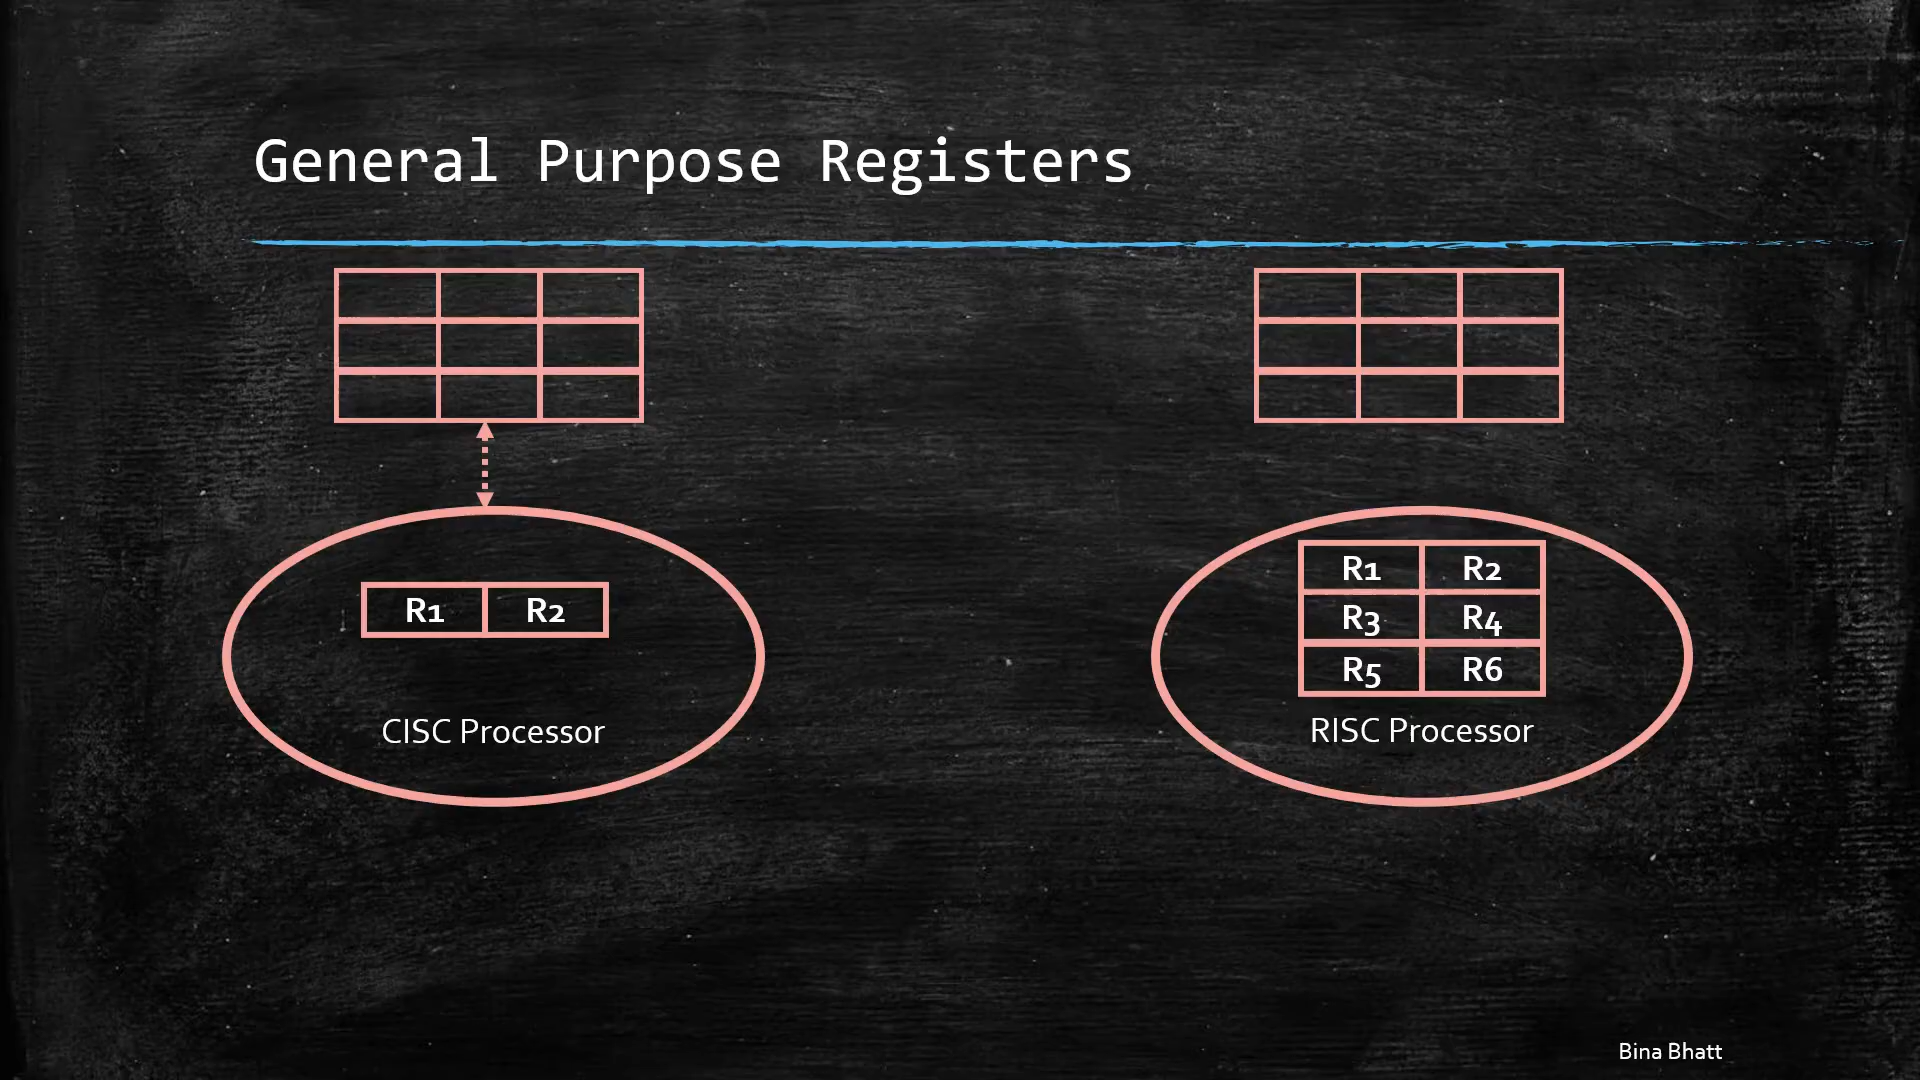 General Purpose Registers
R1 R2
CISC Processor
R1 R2
R3 R4
R5 R6
RISC Processor
Bina Bhatt